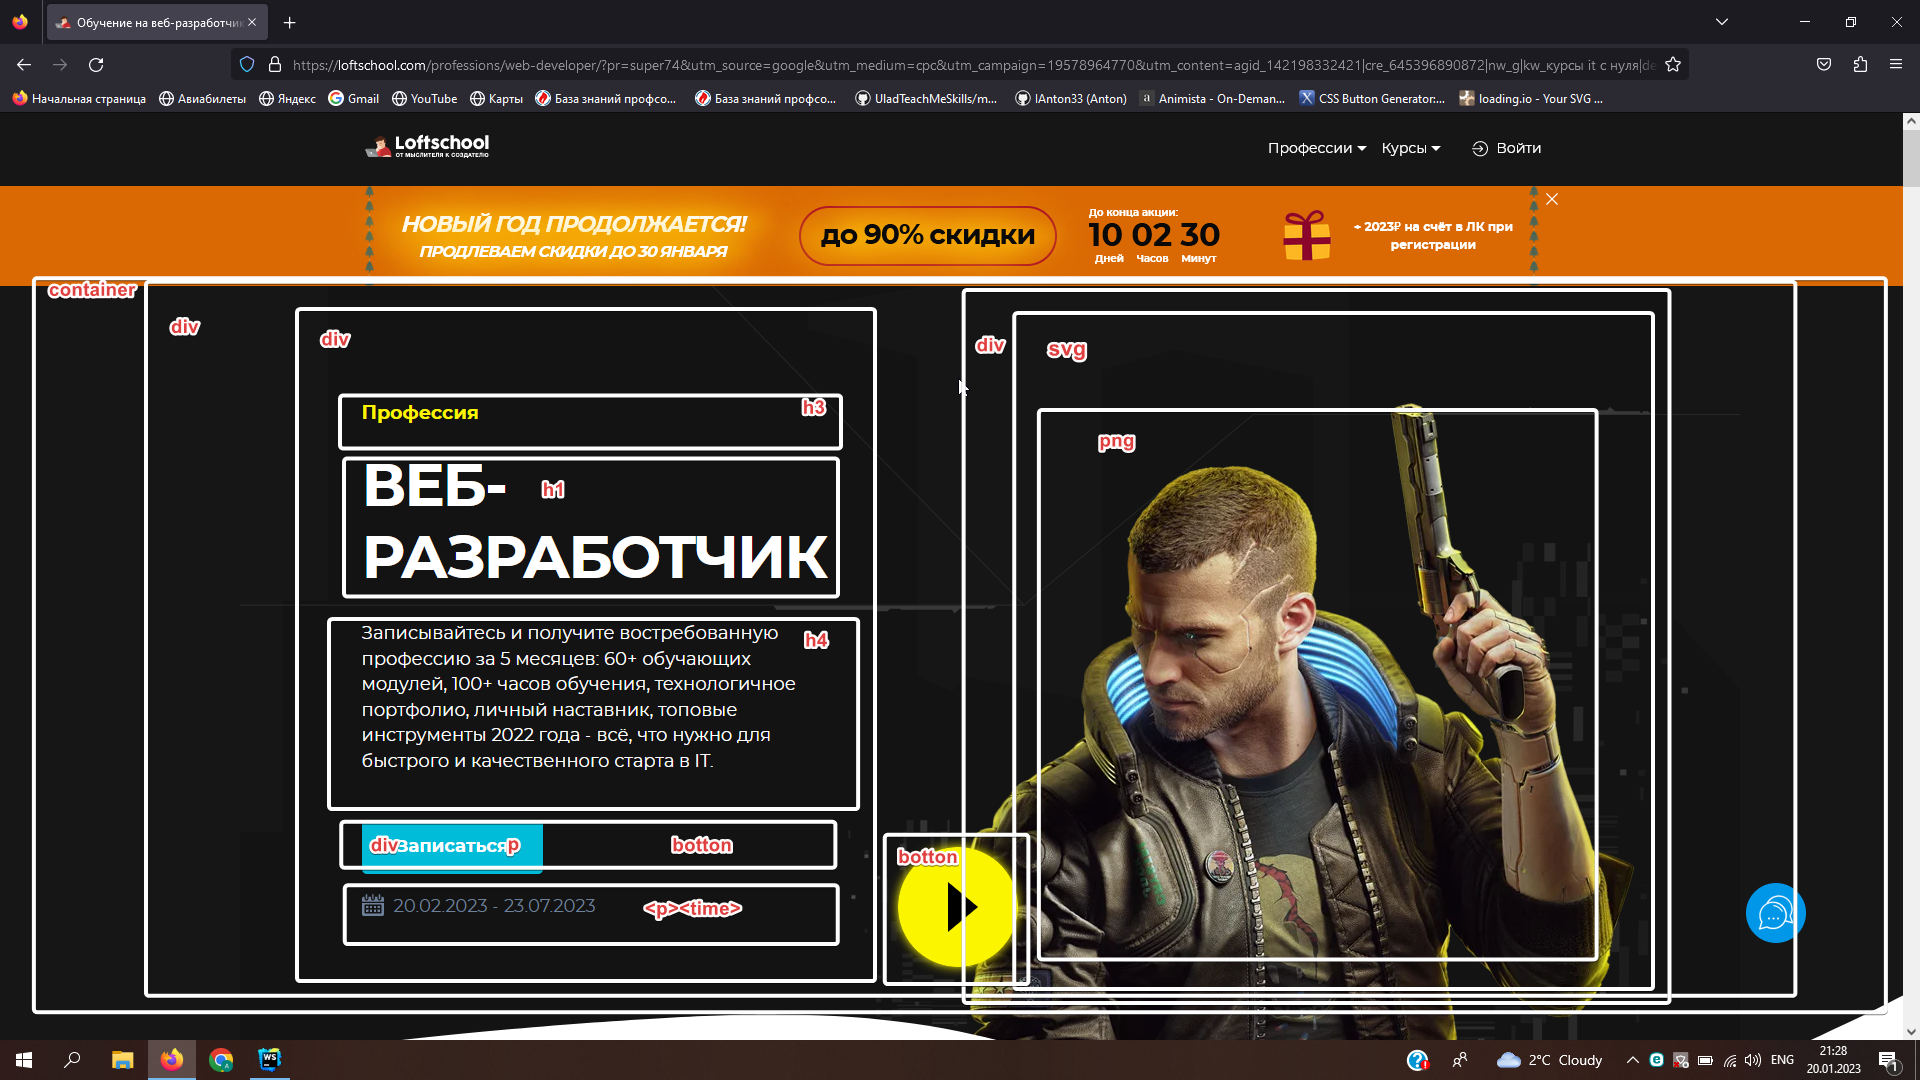 Обучение на веб-разработчик
https://loftschool.com/professions/web-developer/?pr=super74&utm_source=google&utm_medium=cpc&utm_campaign=19578964770&utm_content=agid_142198332421|cre_645396890872|nw_g|kw_курсы it с нуля|de
Начальная страница Авиабилеты Яндекс Gmail YouTube Карты База знаний профсо... База знаний профсо... UladTeachMeSkills/m... IAnton33 (Anton) Animista - On-Deman... CSS Button Generator:... loading.io - Your SVG ...
Loftschool
ОТ МЫСЛИТЕЛЯ К СОЗДАТЕЛЮ
Профессии Курсы Войти
НОВЫЙ ГОД ПРОДОЛЖАЕТСЯ!
ПРОДЛЕВАЕМ СКИДКИ ДО 30 ЯНВАРЯ
до 90% скидки
До конца акции:
10 02 30
Дней Часов Минут
+ 2023₽ на счёт в ЛК при
регистрации
container
div
div
div
svg
Профессия
h3
png
ВЕБ-
h1
РАЗРАБОТЧИК
Записывайтесь и получите востребованную
h4
профессию за 5 месяцев: 60+ обучающих
модулей, 100+ часов обучения, технологичное
портфолио, личный наставник, топовые
инструменты 2022 года - всё, что нужно для
быстрого и качественного старта в IT.
div Записаться p botton
botton
20.02.2023 - 23.07.2023 <p><time>
WS
2°C Cloudy
ENG
21:28
20.01.2023
1